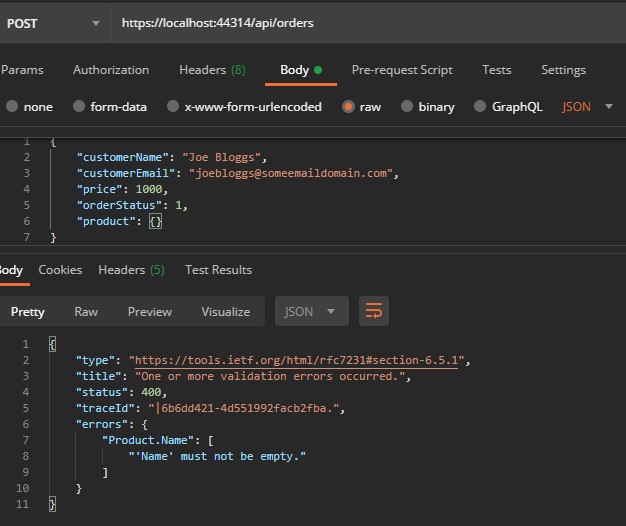 POST https://localhost:44314/api/orders
Params Authorization Headers (8) Body Pre-request Script Tests Settings
none form-data x-www-form-urlencoded raw binary GraphQL JSON
1 {
2 "customerName": "Joe Bloggs",
3 "customerEmail": "joebloggs@someemaildomain.com",
4 "price": 1000,
5 "orderStatus": 1,
6 "product": {}
7 }
Body Cookies Headers (5) Test Results
Pretty Raw Preview Visualize JSON
1 {
2 "type": "https://tools.ietf.org/html/rfc7231#section-6.5.1",
3 "title": "One or more validation errors occurred.",
4 "status": 400,
5 "traceId": "|6b6dd421-4d551992facb2fba.",
6 "errors": {
7 "Product.Name": [
8 "'Name' must not be empty."
9 ]
10 }
11 }